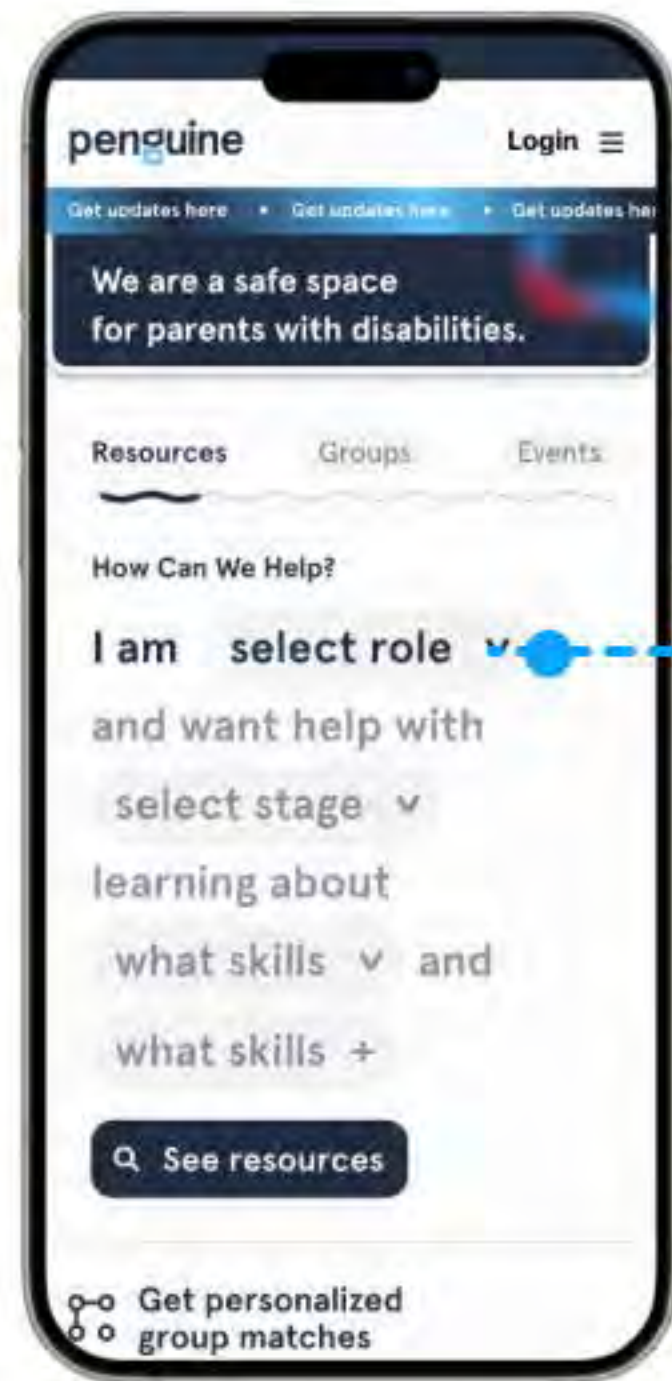 penguine
Login
Get updates here • Get updates here • Get updates her
We are a safe space
for parents with disabilities.
Resources Groups Events
How Can We Help?
I am select role
and want help with
select stage
learning about
what skills and
what skills +
See resources
Get personalized
group matches